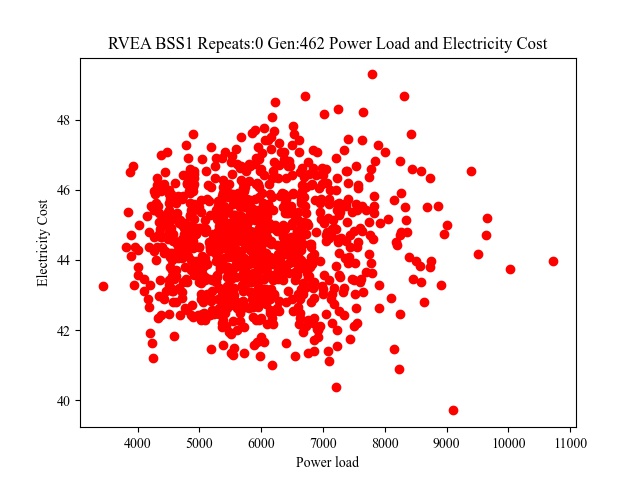 RVEA BSS1 Repeats:0 Gen:462 Power Load and Electricity Cost
48
46
44
42
40
Electricity Cost
4000 5000 6000 7000 8000 9000 10000 11000
Power load